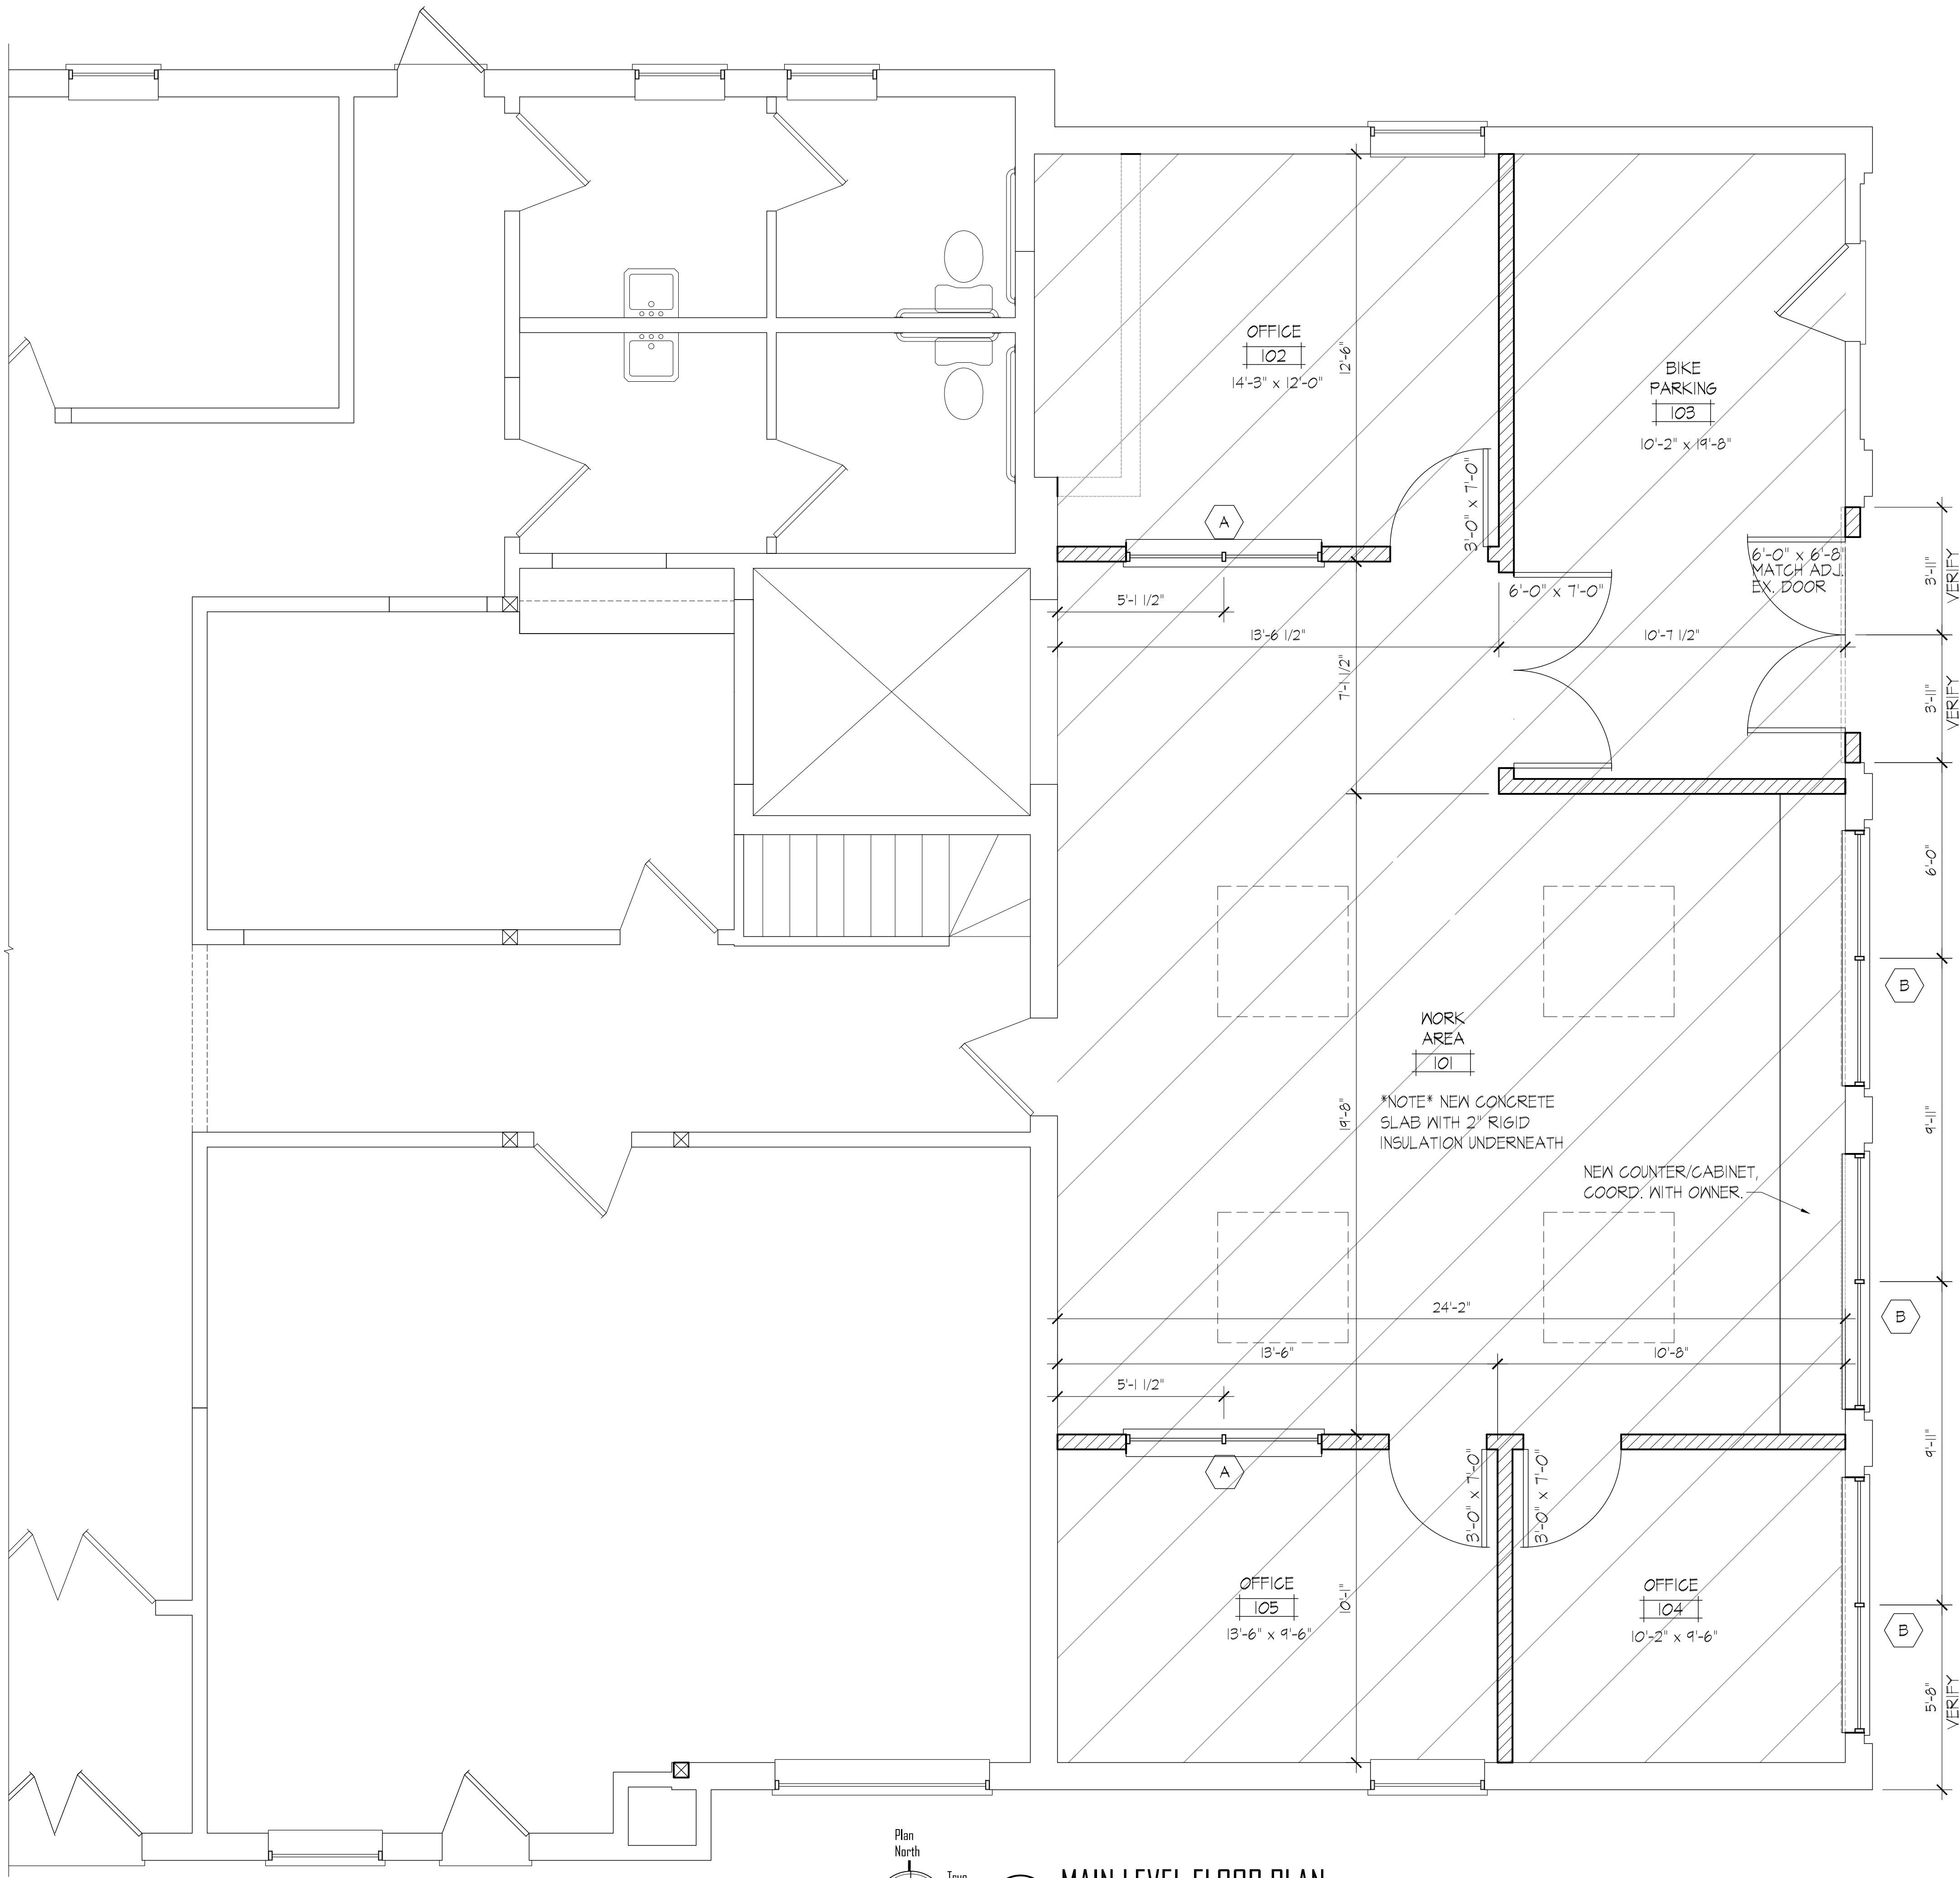 OFFICE
102
14'-3" x 12'-0"
12'-6"
BIKE
PARKING
103
10'-2" x 19'-8"
3'-0" x 7'-0"
A
6'-0" x 6'-8"
MATCH ADJ.
EX. DOOR
3'-11"
VERIFY
6'-0" x 7'-0"
5'-1 1/2"
13'-6 1/2"
10'-7 1/2"
7'-1 1/2"
3'-11"
VERIFY
6'-0"
B
WORK
AREA
101
*NOTE* NEW CONCRETE
SLAB WITH 2" RIGID
INSULATION UNDERNEATH
19'-8"
9'-11"
NEW COUNTER/CABINET,
COORD. WITH OWNER.
24'-2"
B
13'-6"
10'-8"
5'-1 1/2"
9'-11"
A
3'-0" x 7'-0"
3'-0" x 7'-0"
OFFICE
105
13'-6" x 9'-6"
10'-1"
OFFICE
104
10'-2" x 9'-6"
B
5'-8"
VERIFY
Plan
North
True
MAIN LEVEL FLOOR PLAN